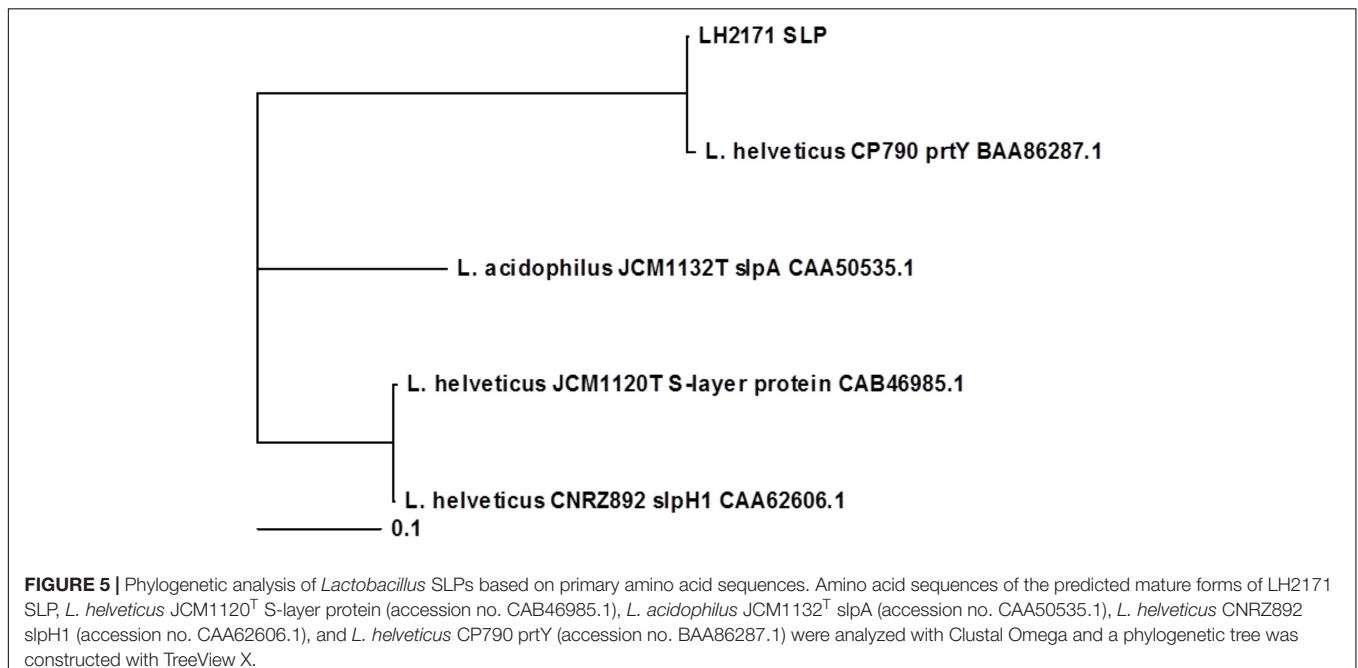 LH2171 SLP
L. helveticus CP790 prtY BAA86287.1
L. acidophilus JCM1132T slpA CAA50535.1
L. helveticus JCM1120T S-layer protein CAB46985.1
L. helveticus CNRZ892 slpH1 CAA62606.1
0.1
FIGURE 5 | Phylogenetic analysis of Lactobacillus SLPs based on primary amino acid sequences. Amino acid sequences of the predicted mature forms of LH2171
SLP, L. helveticus JCM1120ᵀ S-layer protein (accession no. CAB46985.1), L. acidophilus JCM1132ᵀ slpA (accession no. CAA50535.1), L. helveticus CNRZ892
slpH1 (accession no. CAA62606.1), and L. helveticus CP790 prtY (accession no. BAA86287.1) were analyzed with Clustal Omega and a phylogenetic tree was
constructed with TreeView X.